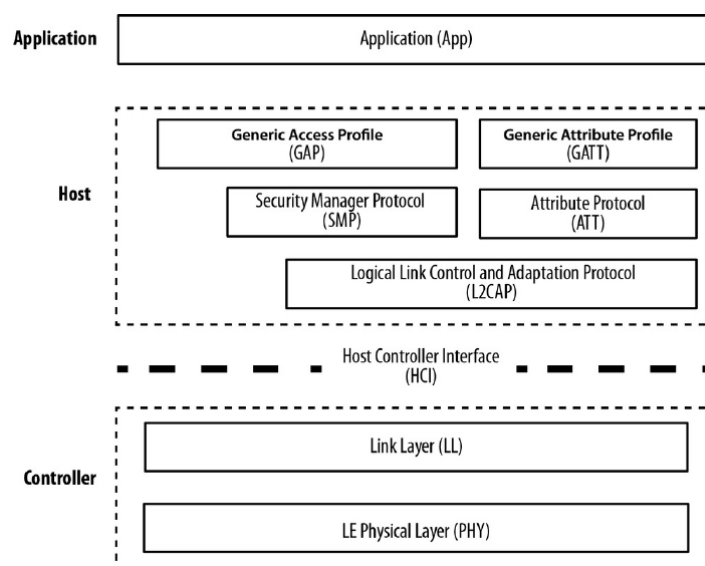 Application
Application (App)
Generic Access Profile
(GAP)
Generic Attribute Profile
(GATT)
Host
Security Manager Protocol
(SMP)
Attribute Protocol
(ATT)
Logical Link Control and Adaptation Protocol
(L2CAP)
Host Controller Interface
(HCI)
Link Layer (LL)
Controller
LE Physical Layer (PHY)